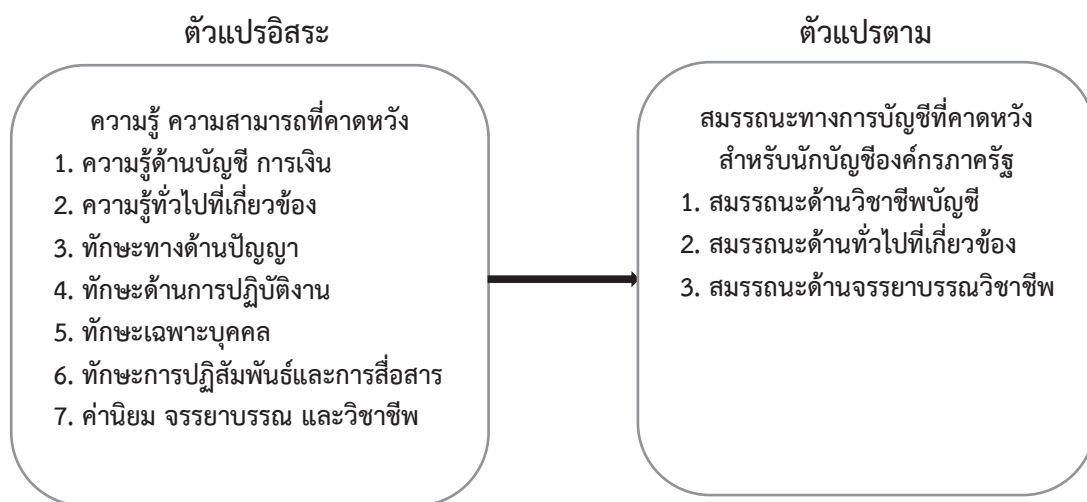 ตัวแปรอิสระ
ความรู้ ความสามารถที่คาดหวัง
1. ความรู้ด้านบัญชี การเงิน
2. ความรู้ทั่วไปที่เกี่ยวข้อง
3. ทักษะทางด้านปัญญา
4. ทักษะด้านการปฏิบัติงาน
5. ทักษะเฉพาะบุคคล
6. ทักษะการปฏิสัมพันธ์และการสื่อสาร
7. ค่านิยม จรรยาบรรณ และวิชาชีพ
ตัวแปรตาม
สมรรถนะทางการบัญชีที่คาดหวัง
สำหรับนักบัญชีองค์กรภาครัฐ
1. สมรรถนะด้านวิชาชีพบัญชี
2. สมรรถนะด้านทั่วไปที่เกี่ยวข้อง
3. สมรรถนะด้านจรรยาบรรณวิชาชีพ